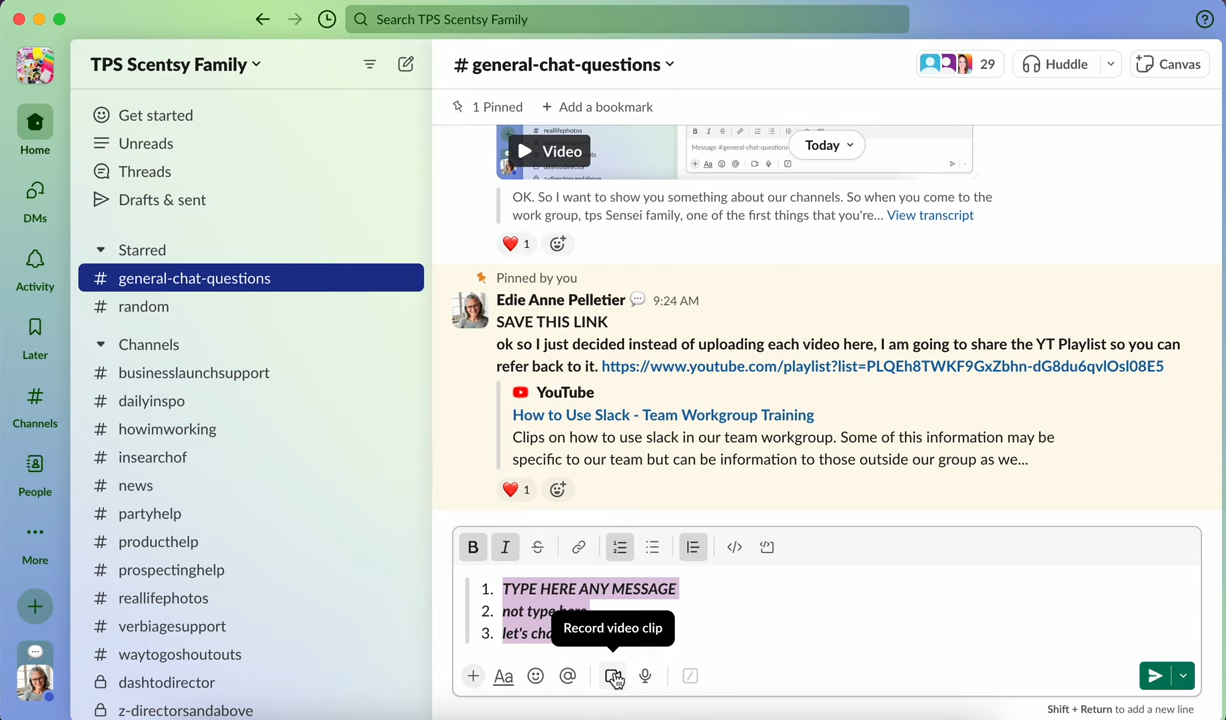 Search TPS Scentsy Family
TPS Scentsy Family
# general-chat-questions
29
Huddle
Canvas
1 Pinned
+ Add a bookmark
Home
DMs
Activity
Later
Channels
People
More
Get started
Unreads
Threads
Drafts & sent
Starred
# general-chat-questions
# random
Channels
# businesslaunchsupport
# dailyinspo
# howimworking
# insearchof
# news
# partyhelp
# producthelp
# prospectinghelp
# reallifephotos
# verbiagesupport
# waytogoshoutouts
dashtodirector
z-directorsandabove
reallifephotos
z-directorsandabove
Message #general-chat-questions
Video
Today
OK. So I want to show you something about our channels. So when you come to the
work group, tps Sensei family, one of the first things that you're... View transcript
1
Pinned by you
Edie Anne Pelletier 9:24 AM
SAVE THIS LINK
ok so I just decided instead of uploading each video here, I am going to share the YT Playlist so you can
refer back to it. https://www.youtube.com/playlist?list=PLQEh8TWKF9GxZbhn-dG8du6qvlOsl08E5
YouTube
How to Use Slack - Team Workgroup Training
Clips on how to use slack in our team workgroup. Some of this information may be
specific to our team but can be information to those outside our group as we...
1
B I S
1. TYPE HERE ANY MESSAGE
2. not type here
3. let's cha
Record video clip
Aa
Shift + Return to add a new line